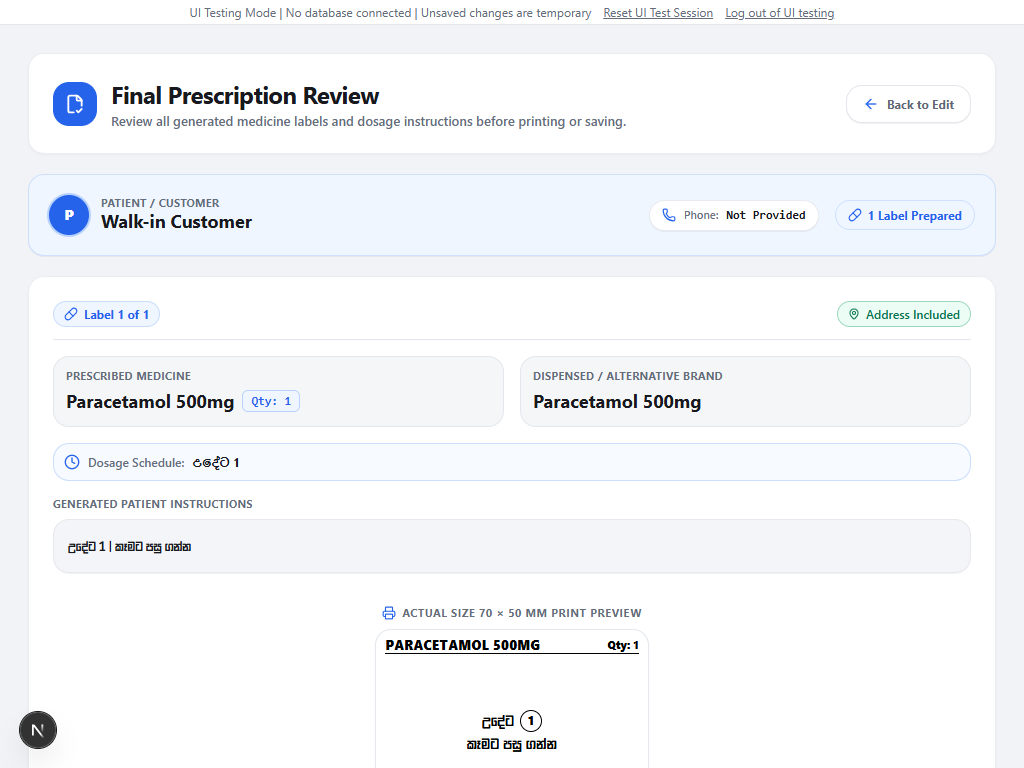 UI Testing Mode | No database connected | Unsaved changes are temporary Reset UI Test Session Log out of UI testing
Final Prescription Review
Review all generated medicine labels and dosage instructions before printing or saving.
Back to Edit
P
PATIENT / CUSTOMER
Walk-in Customer
Phone: Not Provided
1 Label Prepared
Label 1 of 1
Address Included
PRESCRIBED MEDICINE
Paracetamol 500mg Qty: 1
DISPENSED / ALTERNATIVE BRAND
Paracetamol 500mg
Dosage Schedule: උදේට 1
GENERATED PATIENT INSTRUCTIONS
උදේට 1 | කෑමට පසු ගන්න
ACTUAL SIZE 70 × 50 MM PRINT PREVIEW
PARACETAMOL 500MG Qty: 1
උදේට 1
කෑමට පසු ගන්න
N